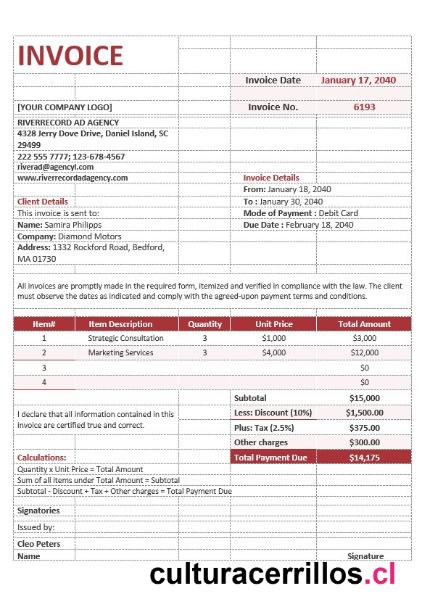 INVOICE
Invoice Date January 17, 2040
[YOUR COMPANY LOGO] Invoice No. 6193
RIVERRECORD AD AGENCY
4328 Jerry Dove Drive, Daniel Island, SC
29499
222 555 7777; 123-678-4567
riverad@agencyl.com
www.riverrecordadagency.com
Invoice Details
From: January 18, 2040
Client Details To : January 30, 2040
This invoice is sent to: Mode of Payment : Debit Card
Name: Samira Philipps Due Date : February 18, 2040
Company: Diamond Motors
Address: 1332 Rockford Road, Bedford,
MA 01730
All invoices are promptly made in the required form, itemized and verified in compliance with the law. The client
must observe the dates as indicated and comply with the agreed-upon payment terms and conditions.
Item# Item Description Quantity Unit Price Total Amount
1 Strategic Consultation 3 $1,000 $3,000
2 Marketing Services 3 $4,000 $12,000
3 $0
4 $0
Subtotal $15,000
I declare that all information contained in this Less: Discount (10%) $1,500.00
invoice are certified true and correct. Plus: Tax (2.5%) $375.00
Other charges $300.00
Calculations: Total Payment Due $14,175
Quantity x Unit Price = Total Amount
Sum of all items under Total Amount = Subtotal
Subtotal - Discount + Tax + Other charges = Total Payment Due
Signatories
Issued by:
Cleo Peters
Name Signature
culturacerrillos.cl